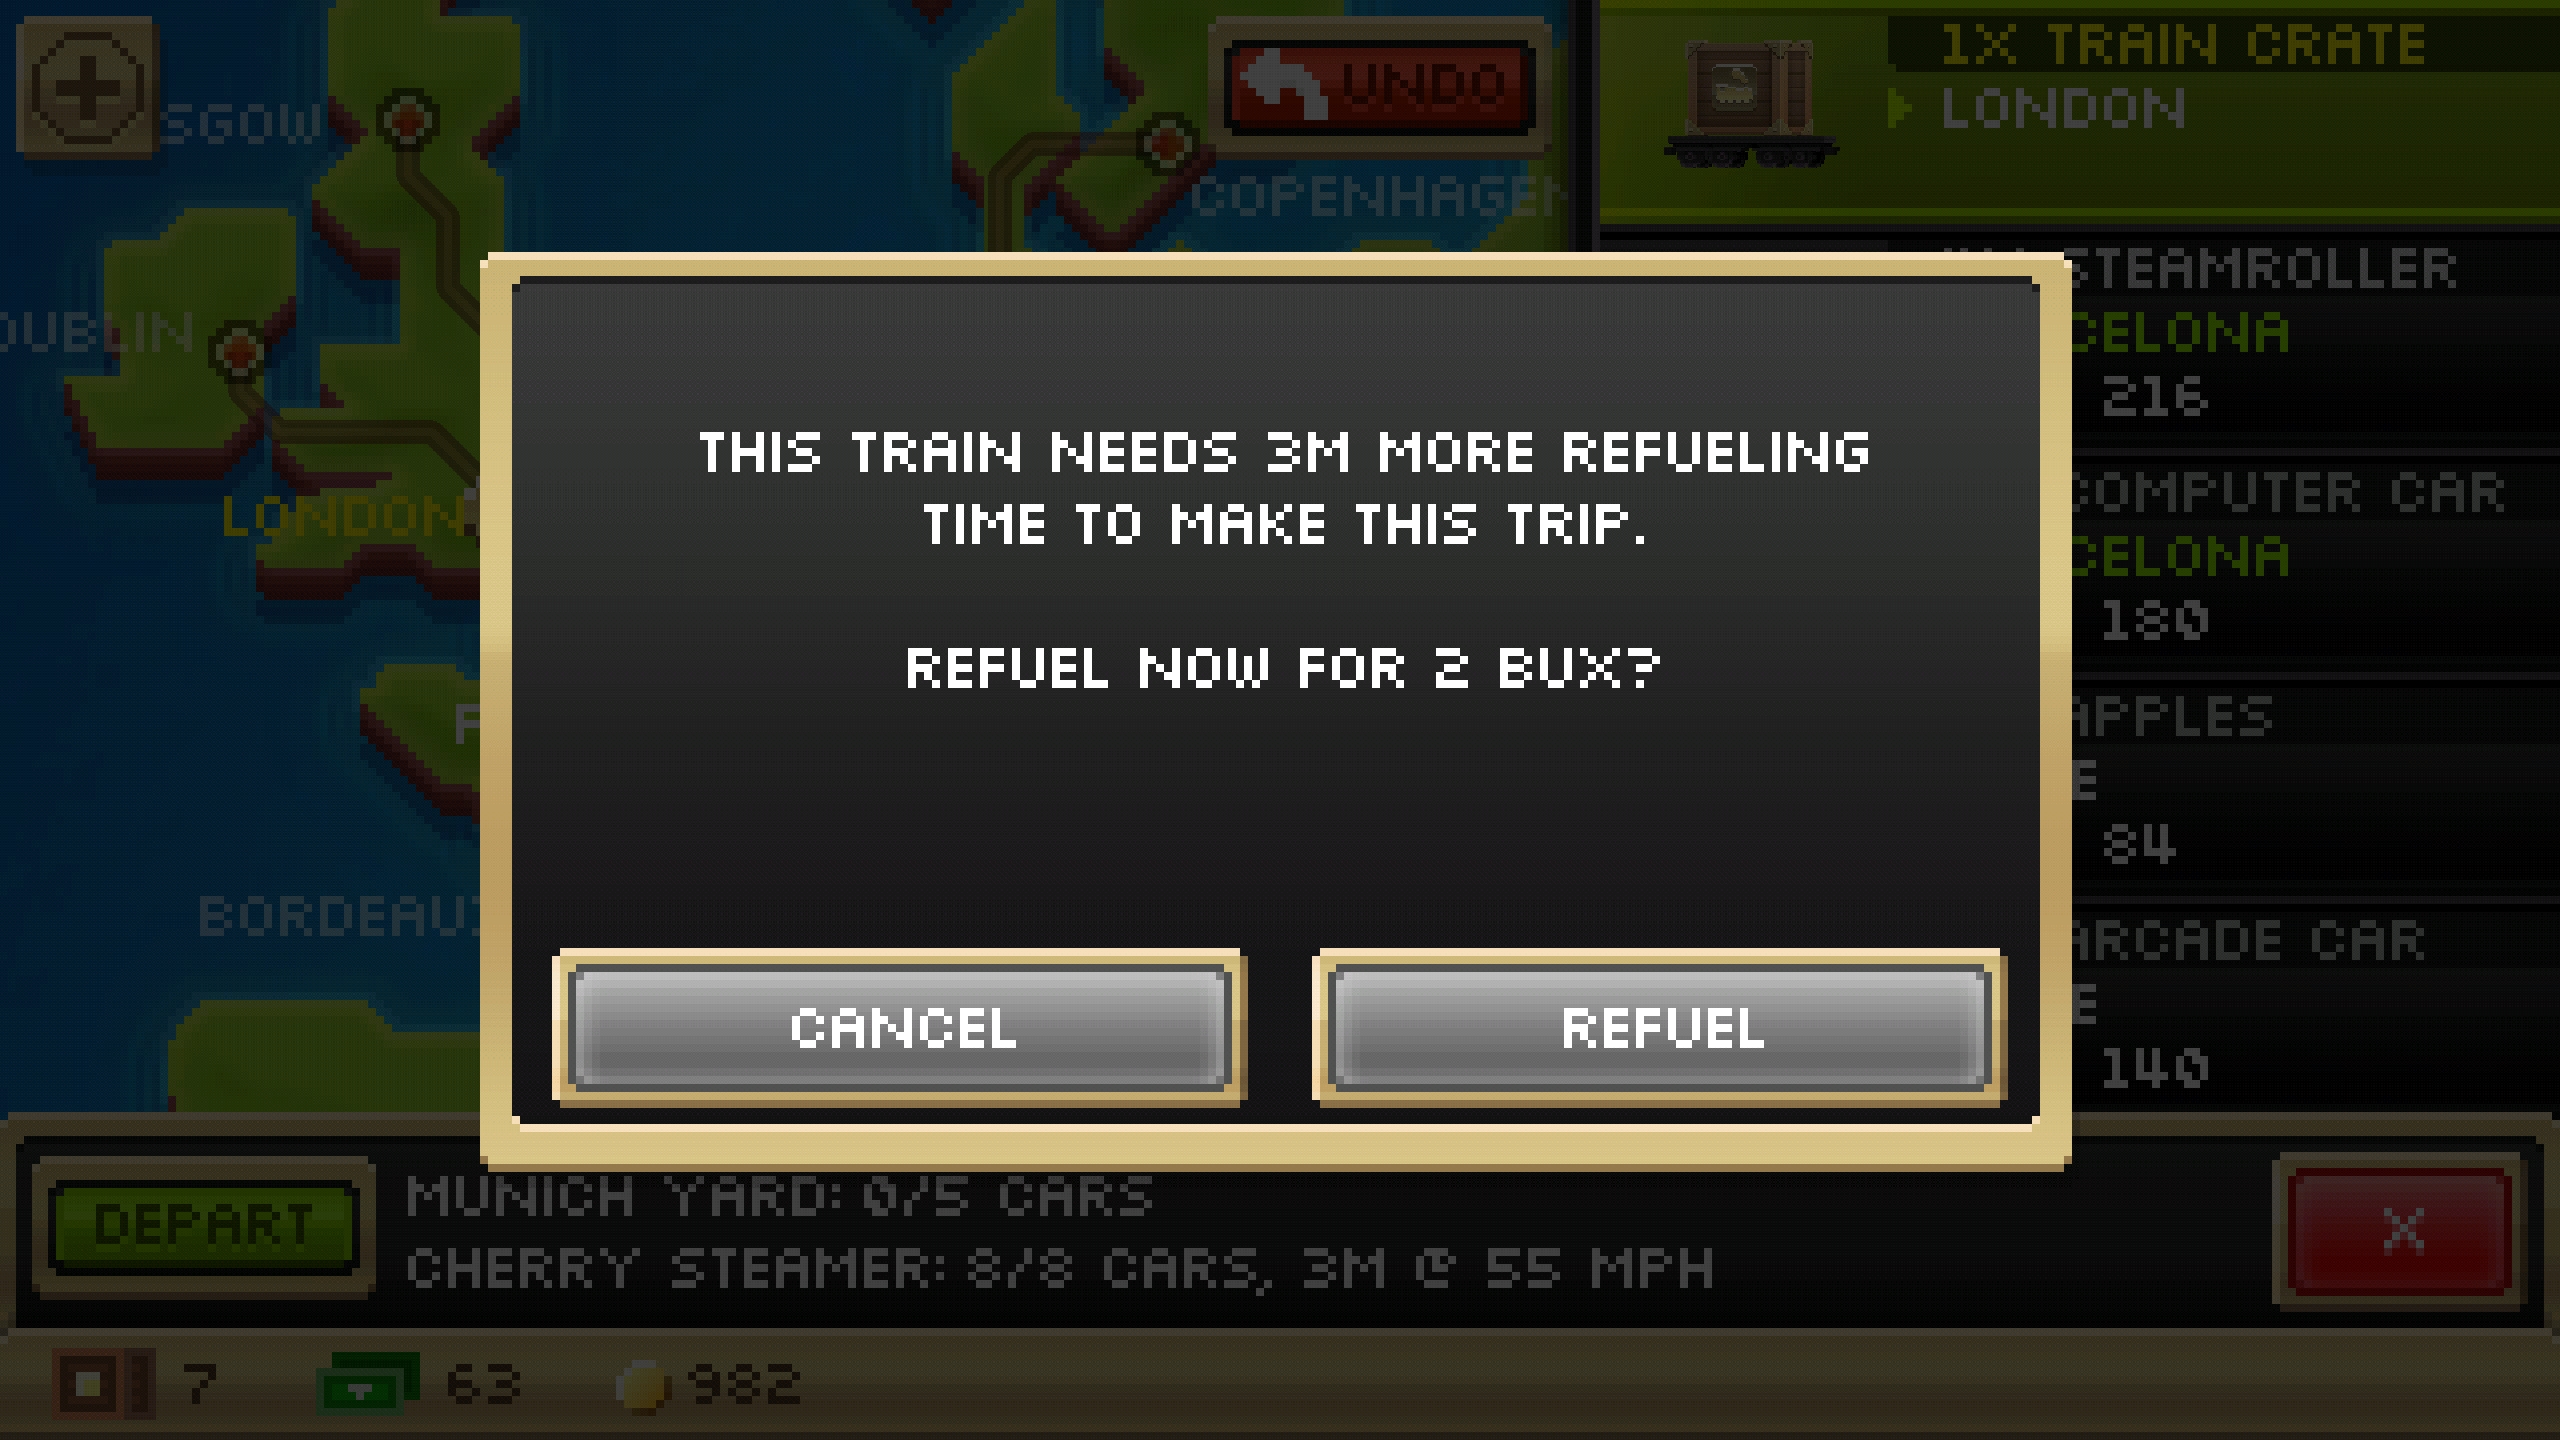 UNDO
1X TRAIN CRATE
LONDON
SGOW
COPENHAGEN
STEAMROLLER
CELONA
216
DUBLIN
LONDON
COMPUTER CAR
CELONA
180
APPLES
E
84
BORDEAUX
ARCADE CAR
E
140
THIS TRAIN NEEDS 3M MORE REFUELING
TIME TO MAKE THIS TRIP.
REFUEL NOW FOR 2 BUX?
CANCEL
REFUEL
DEPART
MUNICH YARD: 0/5 CARS
CHERRY STEAMER: 8/8 CARS, 3M @ 55 MPH
X
7
63
982